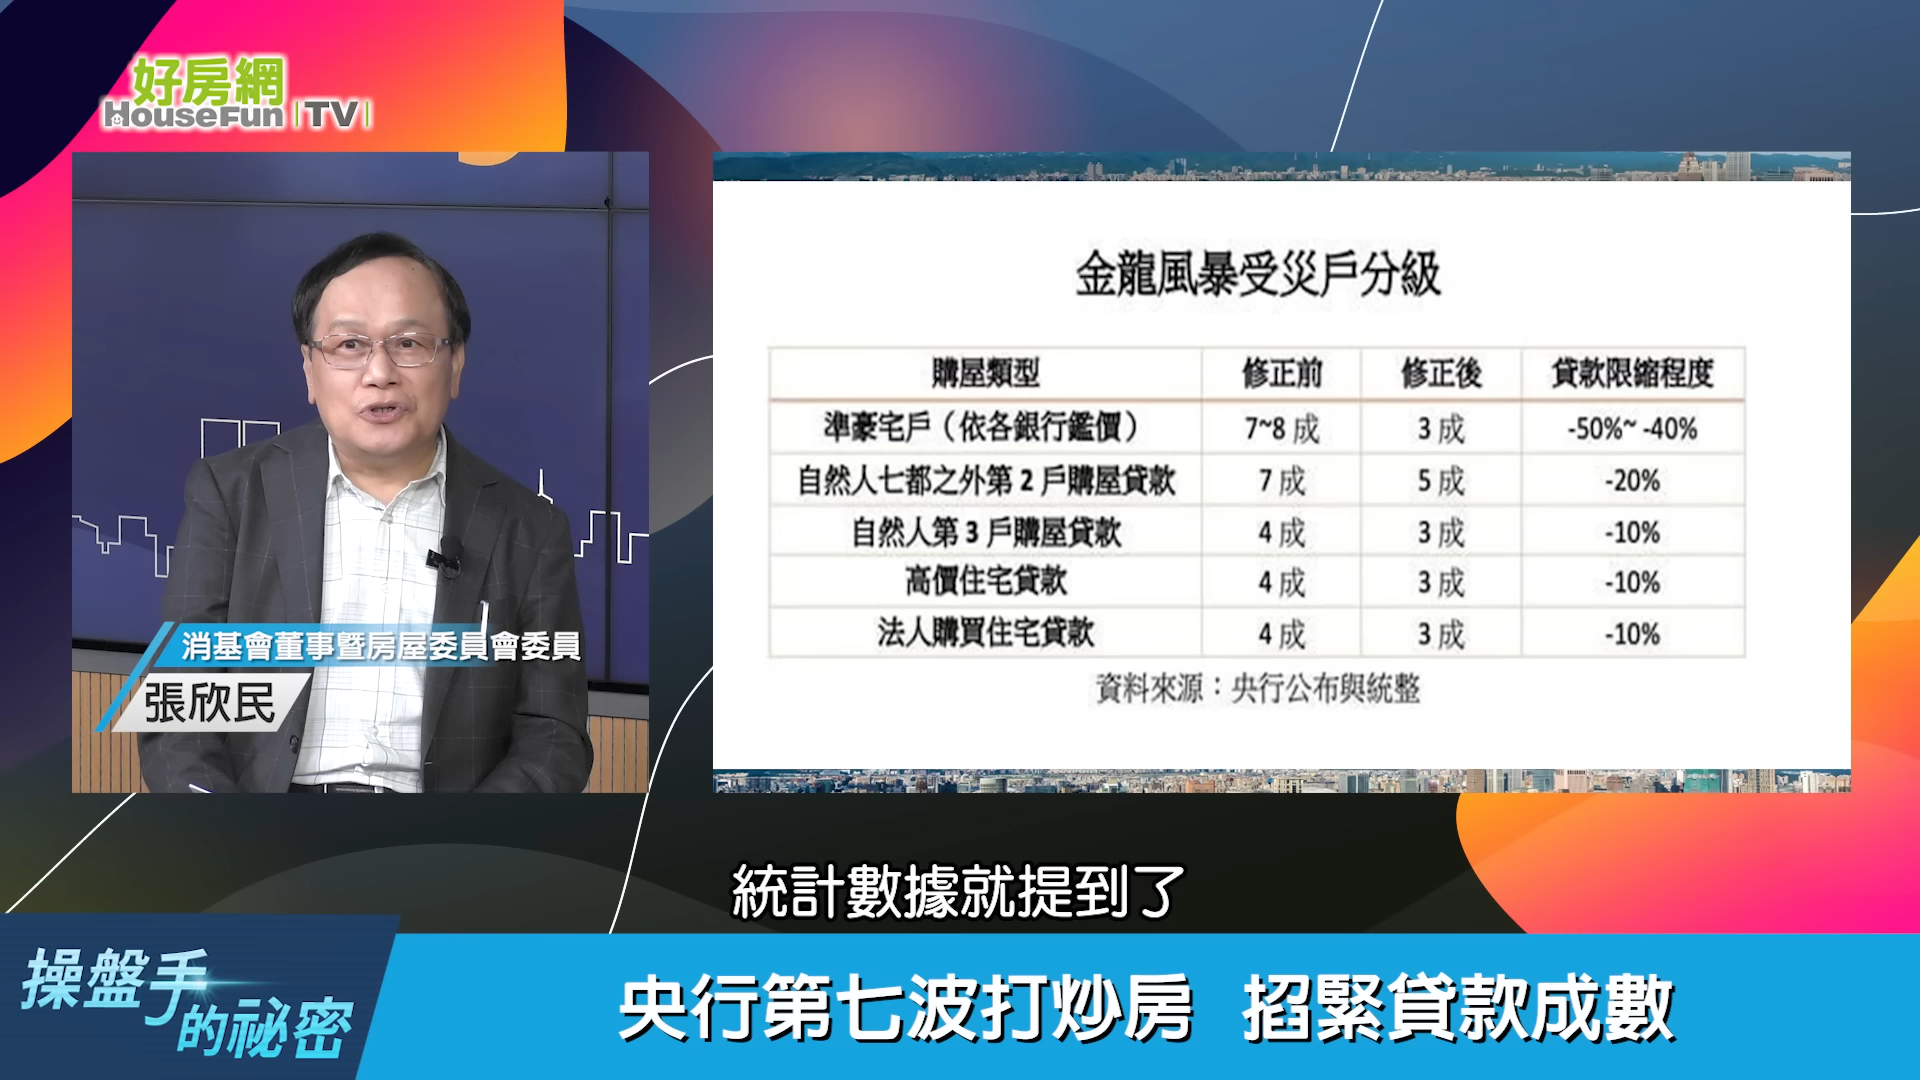 好房網
HouseFun TV
金龍風暴受災戶分級
購屋類型 修正前 修正後 貸款限縮程度
準豪宅戶（依各銀行鑑價） 7~8 成 3 成 -50%~ -40%
自然人七都之外第 2 戶購屋貸款 7 成 5 成 -20%
自然人第 3 戶購屋貸款 4 成 3 成 -10%
高價住宅貸款 4 成 3 成 -10%
法人購買住宅貸款 4 成 3 成 -10%
資料來源：央行公布與統整
消基會董事暨房屋委員會委員
張欣民
統計數據就提到了
操盤手
的祕密
央行第七波打炒房 掐緊貸款成數